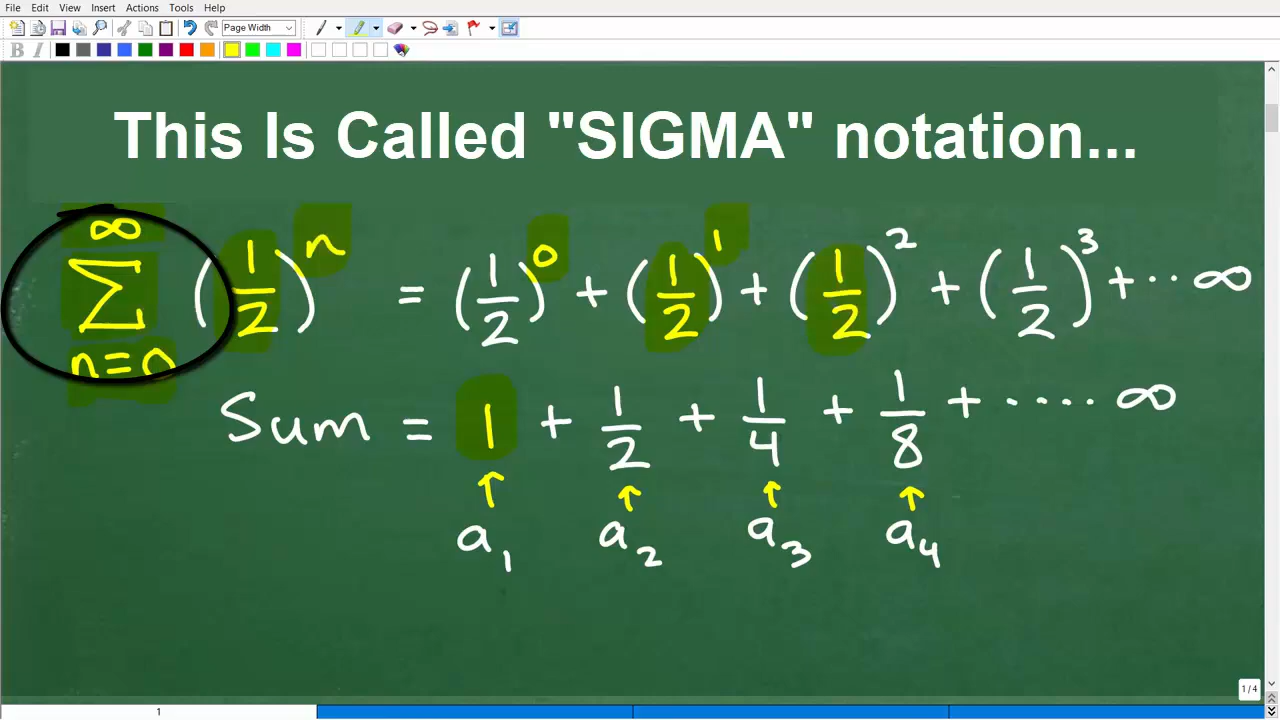 File Edit View Insert Actions Tools Help
Page Width
B I
This Is Called "SIGMA" notation...
∞
∑ (1/2)^n = (1/2)^0 + (1/2)^1 + (1/2)^2 + (1/2)^3 + ·· ∞
n=0
Sum = 1 + 1/2 + 1/4 + 1/8 + ····· ∞
↑ ↑ ↑ ↑
a₁ a₂ a₃ a₄
1/4
1